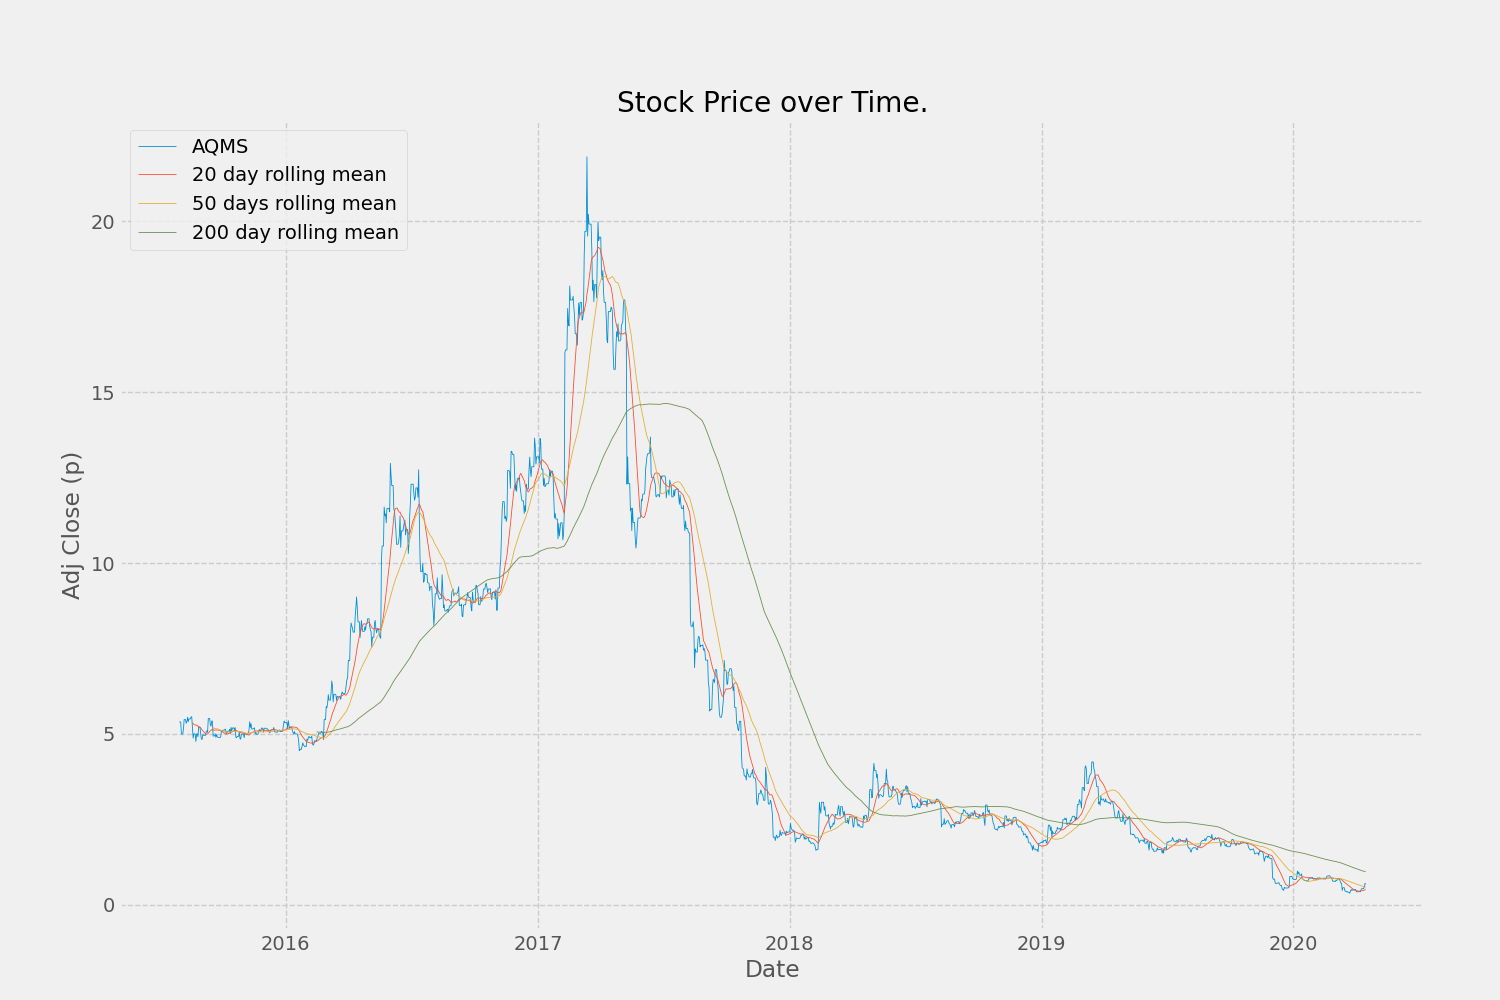 Stock Price over Time.
AQMS
20 day rolling mean
50 days rolling mean
200 day rolling mean
Adj Close (p)
20
15
10
5
0
2016
2017
2018
2019
2020
Date